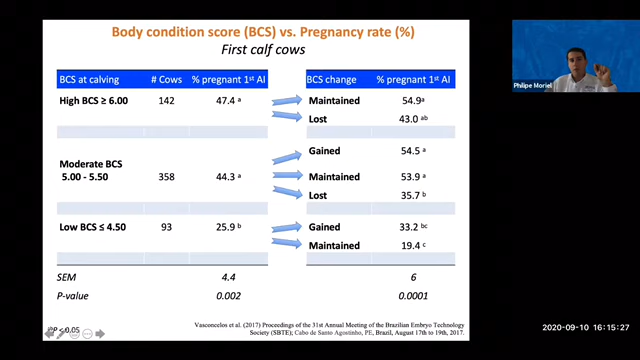 Body condition score (BCS) vs. Pregnancy rate (%)
First calf cows
BCS at calving # Cows % pregnant 1st AI
High BCS ≥ 6.00 142 47.4 a
Moderate BCS
5.00 - 5.50 358 44.3 a
Low BCS ≤ 4.50 93 25.9 b
SEM 4.4
P-value 0.002
BCS change % pregnant 1st AI
Maintained 54.9 a
Lost 43.0 ab
Gained 54.5 a
Maintained 53.9 a
Lost 35.7 b
Gained 33.2 bc
Maintained 19.4 c
6
0.0001
P < 0.05
Vasconcelos et al. (2017) Proceedings of the 31st Annual Meeting of the Brazilian Embryo Technology
Society (SBTE); Cabo de Santo Agostinho, PE, Brazil, August 17th to 19th, 2017.
Philipe Moriel
2020-09-10 16:15:27